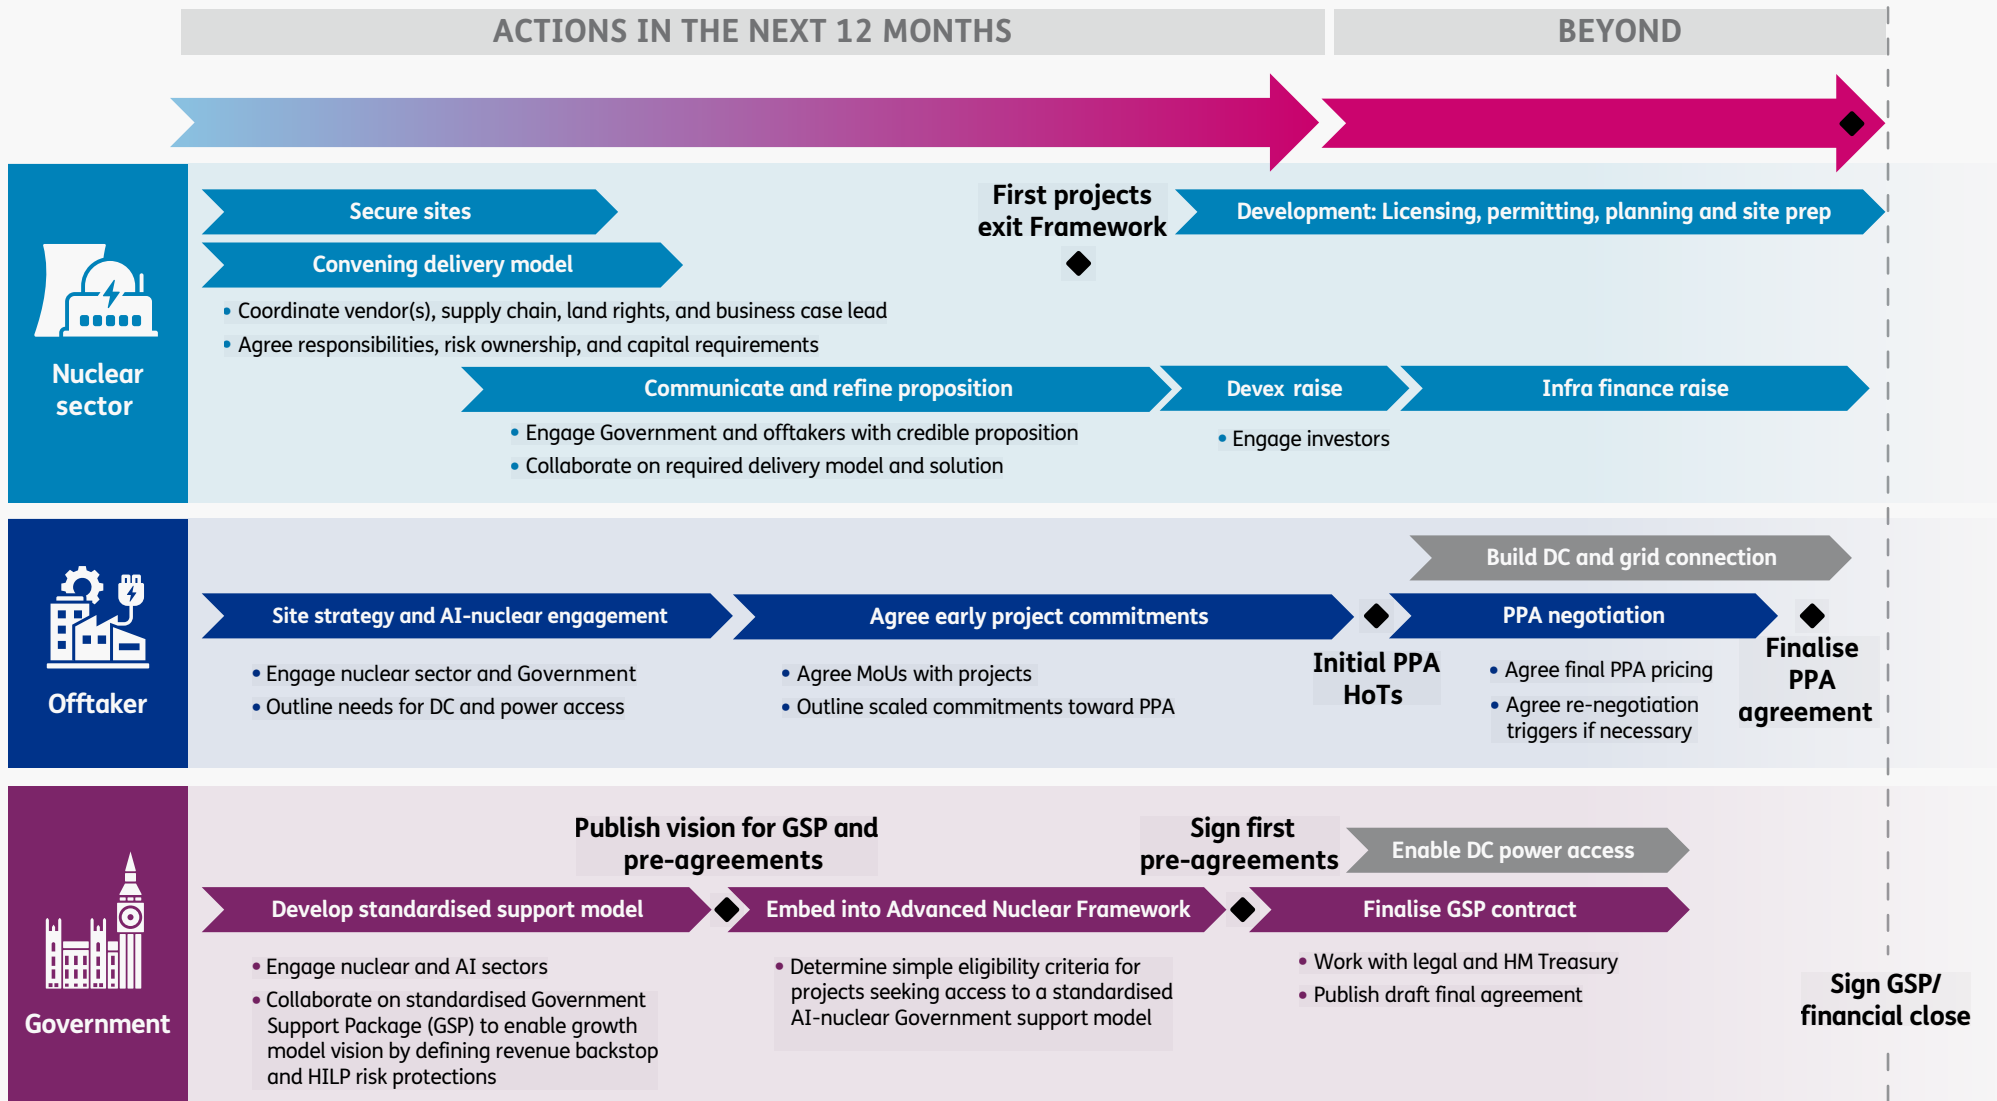 ACTIONS IN THE NEXT 12 MONTHS
BEYOND
Nuclear
sector
Secure sites
First projects
exit Framework
Development: Licensing, permitting, planning and site prep
Convening delivery model
• Coordinate vendor(s), supply chain, land rights, and business case lead
• Agree responsibilities, risk ownership, and capital requirements
Communicate and refine proposition
Devex raise
Infra finance raise
• Engage Government and offtakers with credible proposition
• Collaborate on required delivery model and solution
• Engage investors
Offtaker
Build DC and grid connection
Site strategy and AI-nuclear engagement
Agree early project commitments
PPA negotiation
• Engage nuclear sector and Government
• Outline needs for DC and power access
• Agree MoUs with projects
• Outline scaled commitments toward PPA
Initial PPA
HoTs
• Agree final PPA pricing
• Agree re-negotiation
triggers if necessary
Finalise
PPA
agreement
Government
Publish vision for GSP and
pre-agreements
Sign first
pre-agreements
Enable DC power access
Develop standardised support model
Embed into Advanced Nuclear Framework
Finalise GSP contract
• Engage nuclear and AI sectors
• Collaborate on standardised Government
Support Package (GSP) to enable growth
model vision by defining revenue backstop
and HILP risk protections
• Determine simple eligibility criteria for
projects seeking access to a standardised
AI-nuclear Government support model
• Work with legal and HM Treasury
• Publish draft final agreement
Sign GSP/
financial close